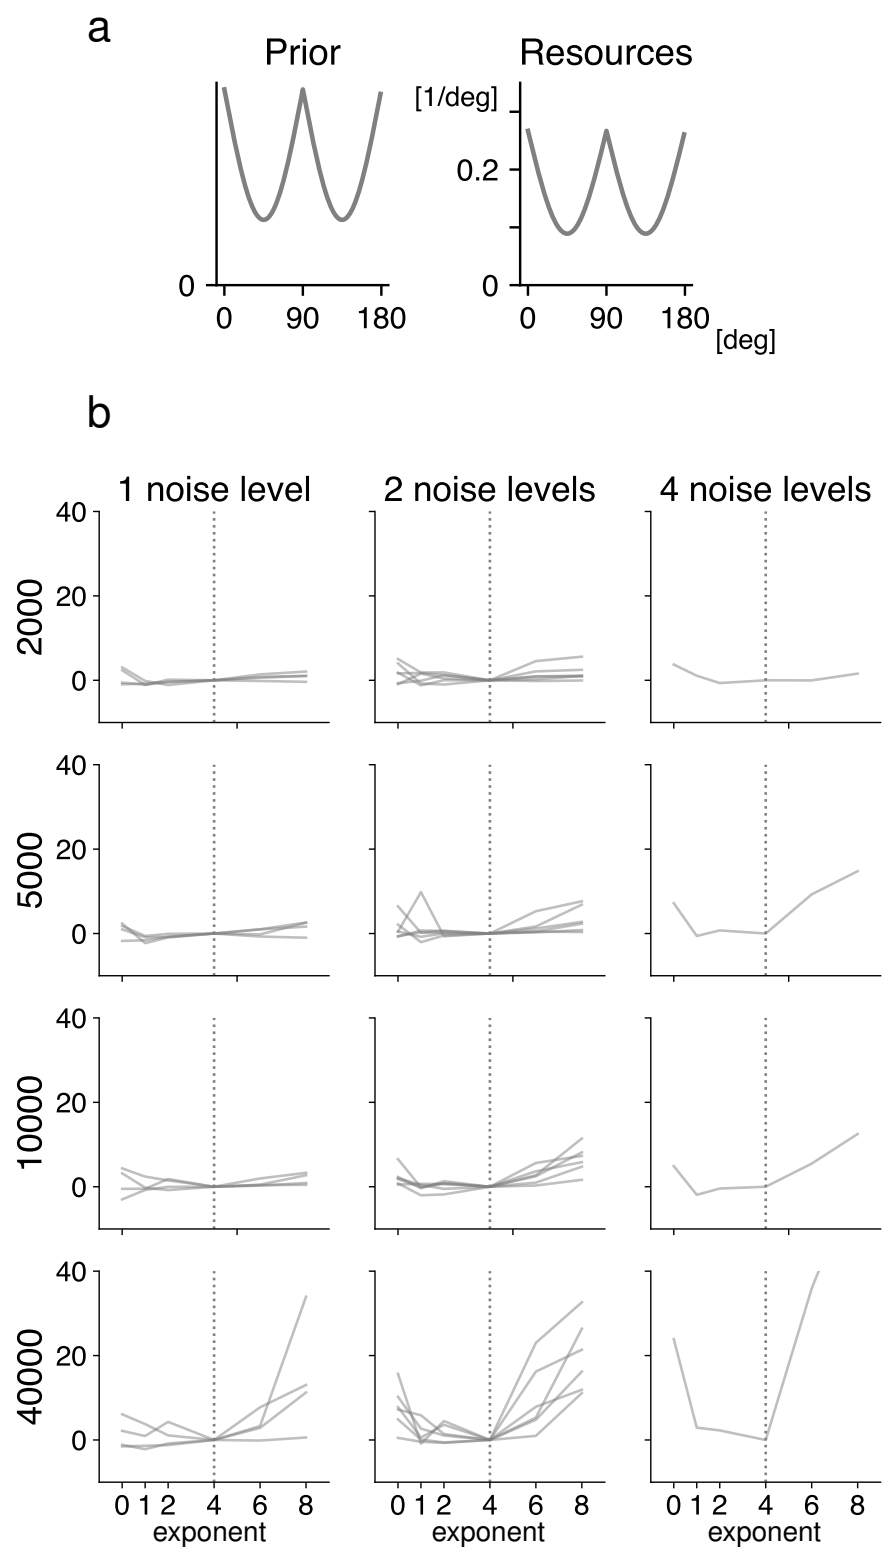 a
Prior
Resources
[1/deg]
0.2
0
0
0 90 180
0 90 180
[deg]
b
1 noise level
2 noise levels
4 noise levels
2000
40
20
0
5000
40
20
0
10000
40
20
0
40000
40
20
0
0 1 2 4 6 8
0 1 2 4 6 8
0 1 2 4 6 8
exponent
exponent
exponent